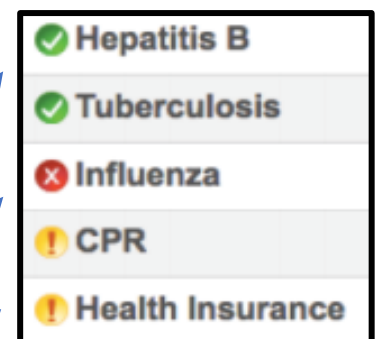 Hepatitis B
Tuberculosis
Influenza
CPR
Health Insurance